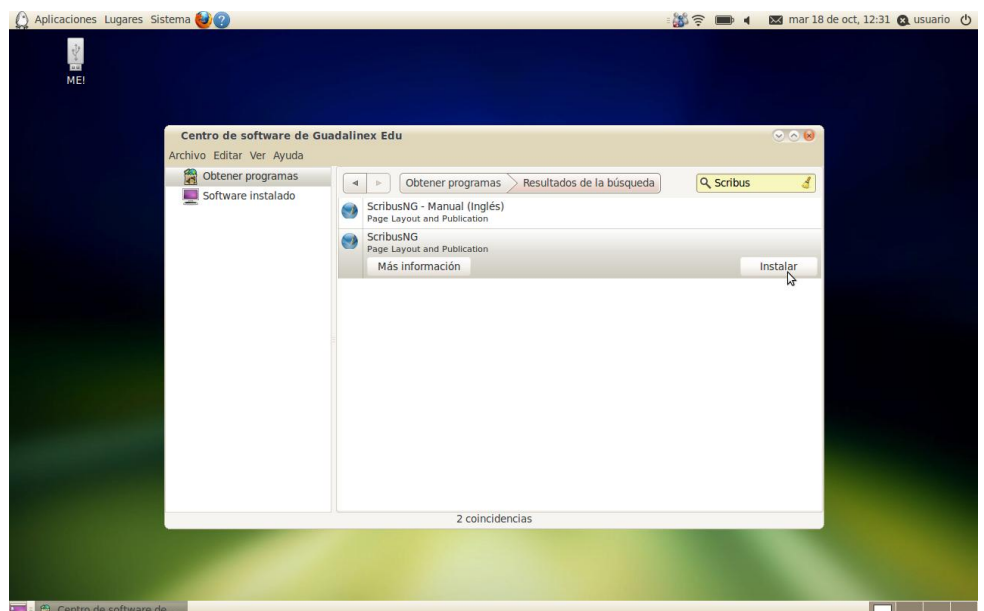 Aplicaciones Lugares Sistema mar 18 de oct, 12:31 usuario
ME!
Centro de software de Guadalinex Edu
Archivo Editar Ver Ayuda
Obtener programas
Software instalado
Obtener programas Resultados de la búsqueda Scribus
ScribusNG - Manual (Inglés)
Page Layout and Publication
ScribusNG
Page Layout and Publication
Más información Instalar
2 coincidencias
Centro de software de